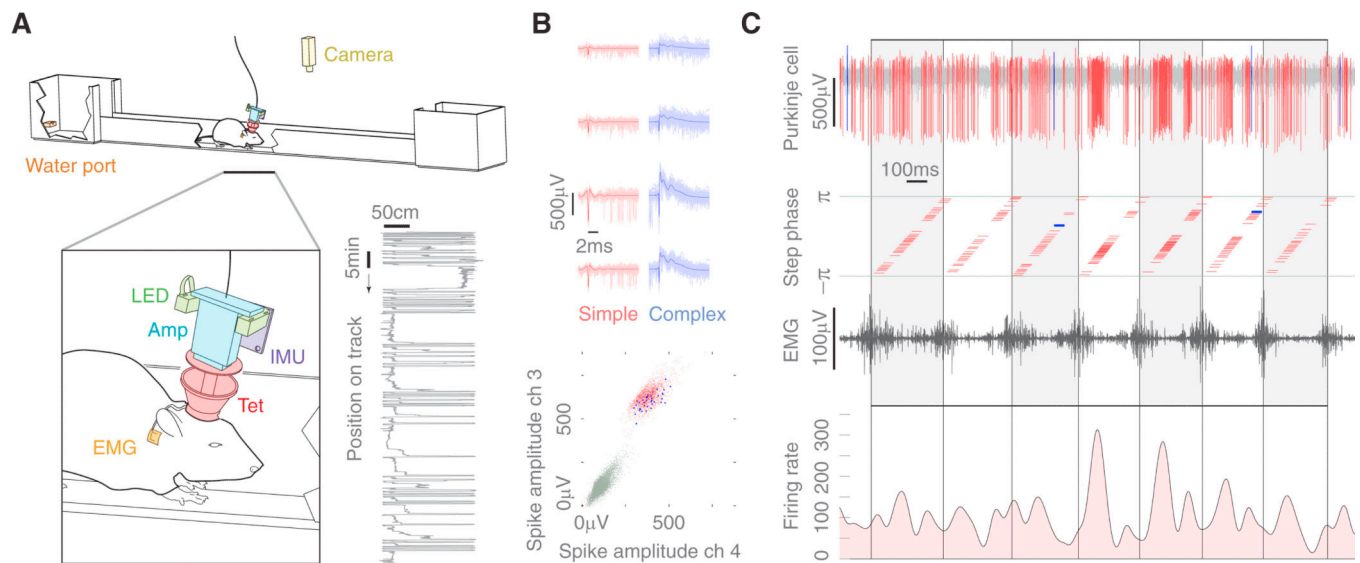 A
Camera
Water port
50cm
5min
Position on track
LED
Amp
IMU
Tet
EMG
B
500µV
2ms
Simple
Complex
Spike amplitude ch 3
500
0µV
0µV
500
Spike amplitude ch 4
C
Purkinje cell
500µV
100ms
Step phase
π
−π
EMG
100µV
Firing rate
300
200
100
0